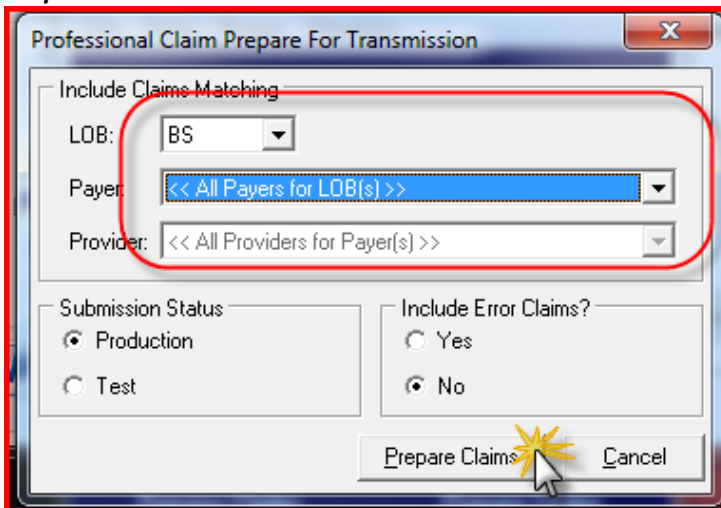 Professional Claim Prepare For Transmission
Include Claims Matching
LOB: BS
Payer: << All Payers for LOB(s) >>
Provider: << All Providers for Payer(s) >>
Submission Status
Production
Test
Include Error Claims?
Yes
No
Prepare Claims
Cancel